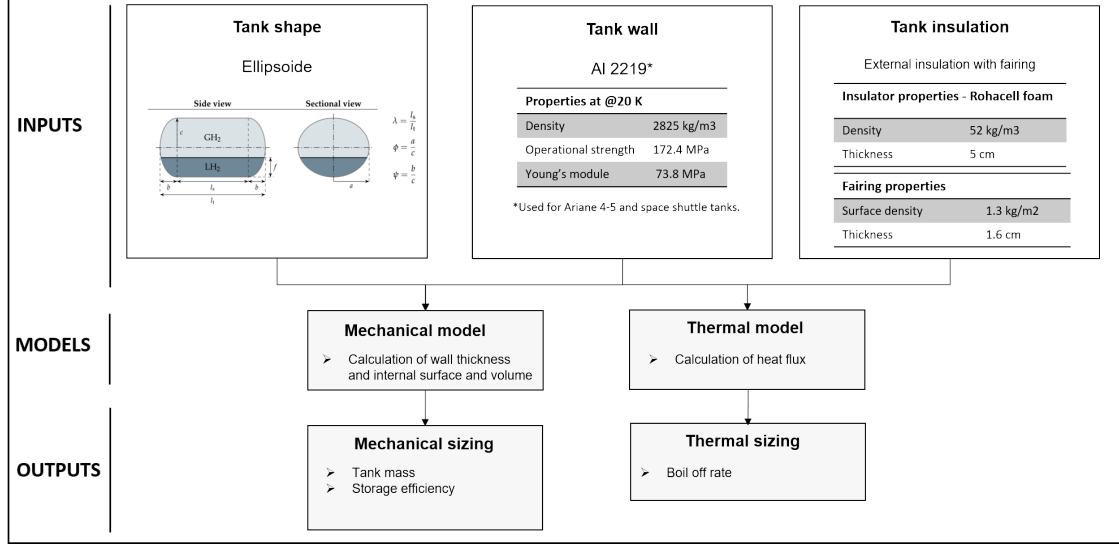 INPUTS
Tank shape
Ellipsoide
Side view
Sectional view
c
GH₂
LH₂
f
b
lₛ
b
lₜ
a
λ = lₛ/lₜ
ϕ = a/c
ψ = b/c
Tank wall
Al 2219*
Properties at @20 K
Density 2825 kg/m3
Operational strength 172.4 MPa
Young's module 73.8 MPa
*Used for Ariane 4-5 and space shuttle tanks.
Tank insulation
External insulation with fairing
Insulator properties - Rohacell foam
Density 52 kg/m3
Thickness 5 cm
Fairing properties
Surface density 1.3 kg/m2
Thickness 1.6 cm
MODELS
Mechanical model
➢ Calculation of wall thickness
and internal surface and volume
Thermal model
➢ Calculation of heat flux
OUTPUTS
Mechanical sizing
➢ Tank mass
➢ Storage efficiency
Thermal sizing
➢ Boil off rate